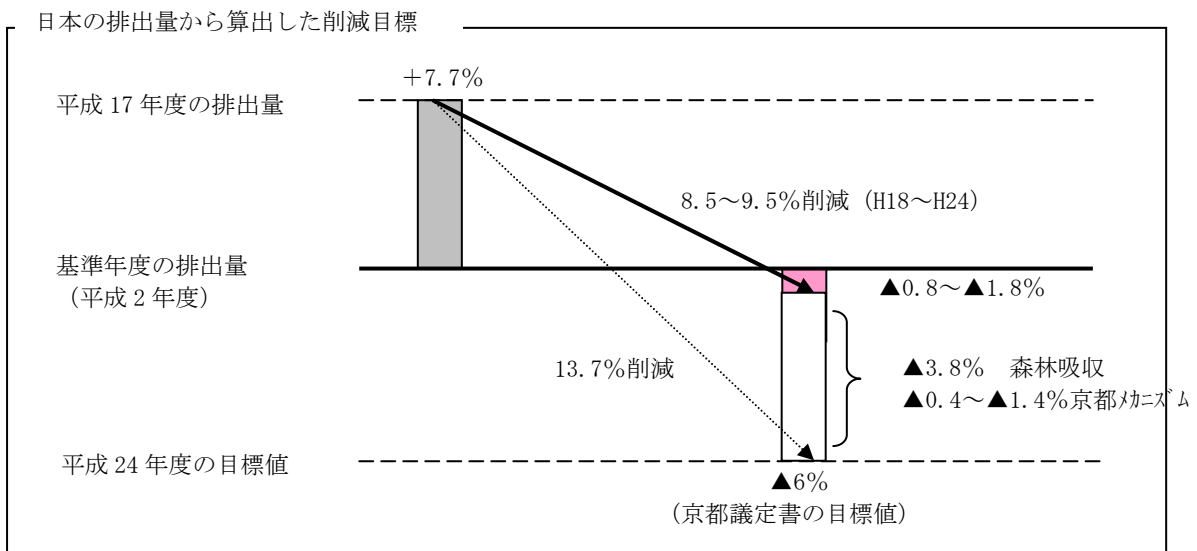 日本の排出量から算出した削減目標
+7.7%
平成 17 年度の排出量
8.5~9.5%削減(H18~H24)
基準年度の排出量
(平成 2 年度)
▲0.8~▲1.8%
13.7%削減
▲3.8% 森林吸収
▲0.4~▲1.4%京都メカニズム
平成 24 年度の目標値
▲6%
(京都議定書の目標値)